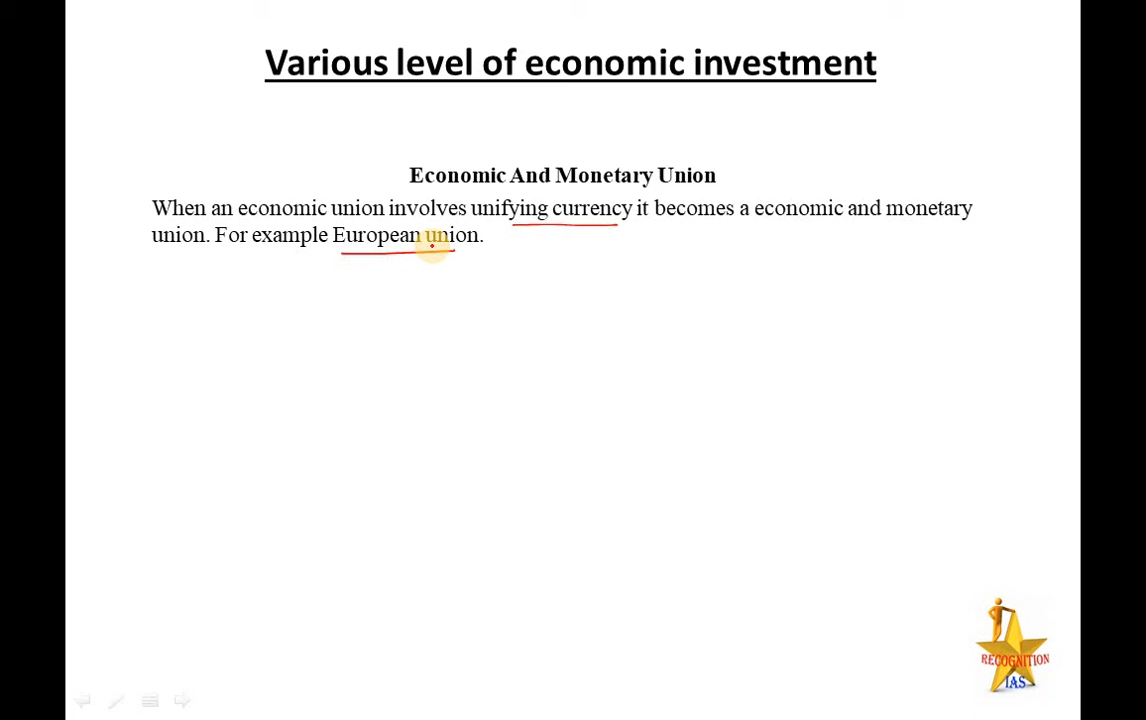 Various level of economic investment
Economic And Monetary Union
When an economic union involves unifying currency it becomes a economic and monetary
union. For example European union.
RECOGNITION
IAS